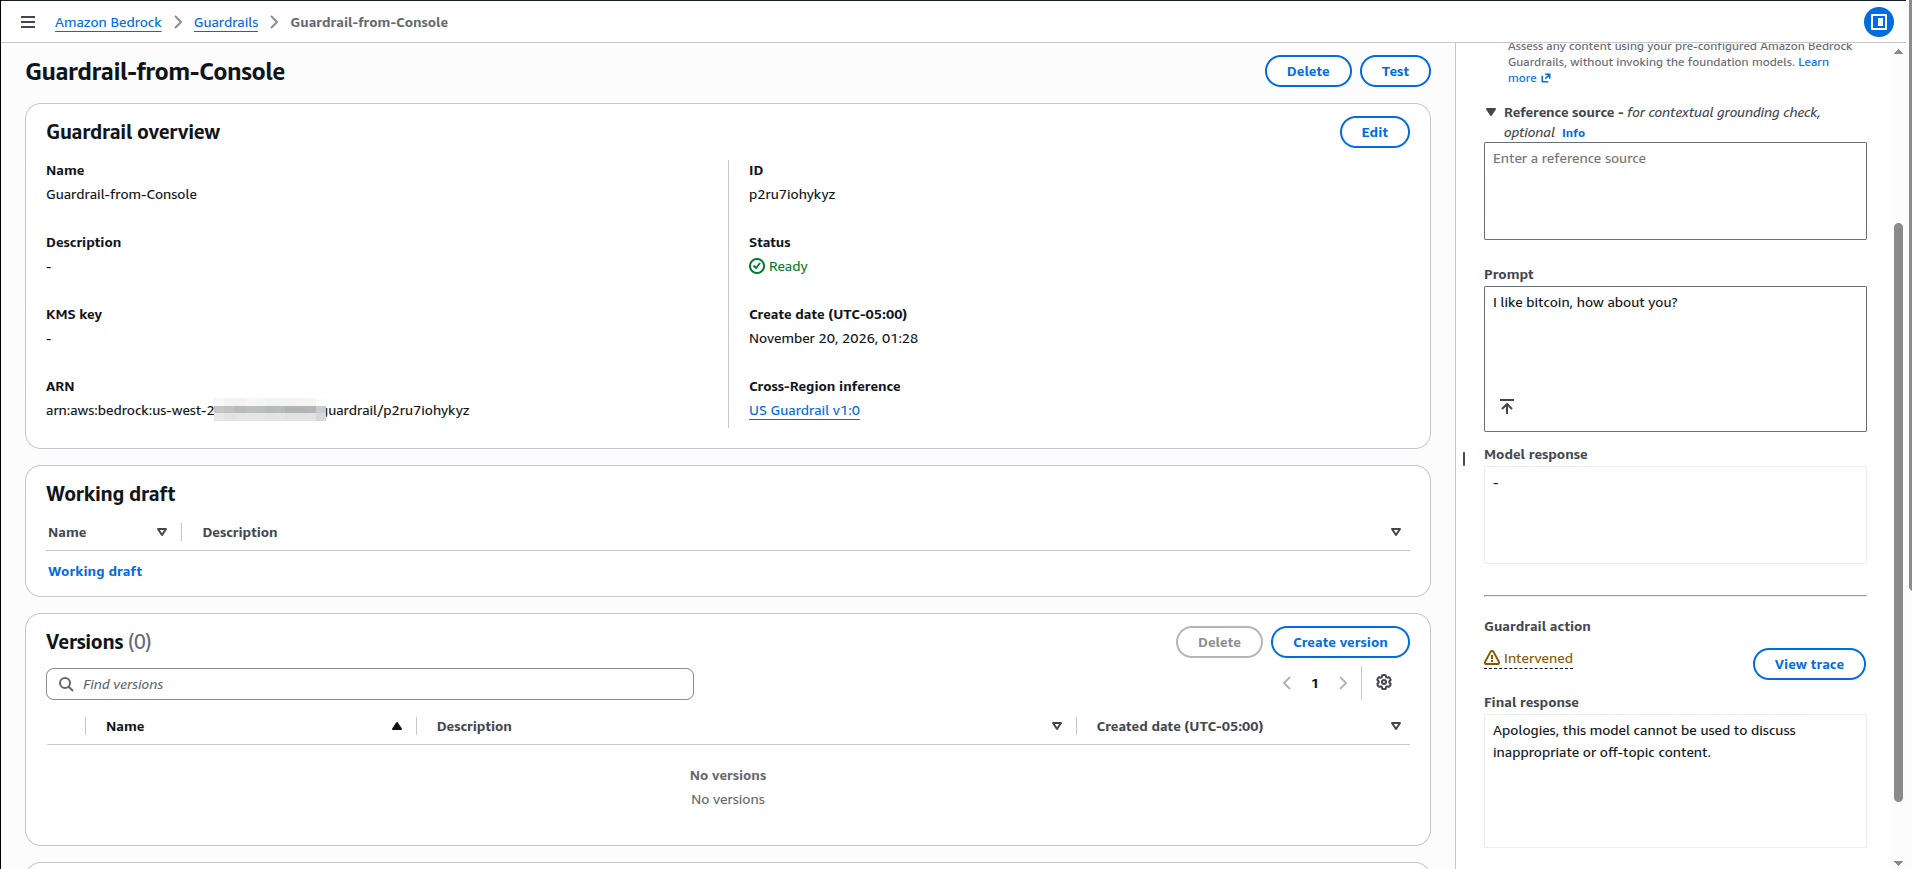 Amazon Bedrock
Guardrails
Guardrail-from-Console
Guardrail-from-Console
Delete
Test
Guardrail overview
Edit
Name
Guardrail-from-Console
Description
-
KMS key
-
ARN
arn:aws:bedrock:us-west-2 guardrail/p2ru7iohykyz
ID
p2ru7iohykyz
Status
Ready
Create date (UTC-05:00)
November 20, 2026, 01:28
Cross-Region inference
US Guardrail v1:0
Working draft
Name
Description
Working draft
Versions (0)
Delete
Create version
Find versions
1
Name
Description
Created date (UTC-05:00)
No versions
No versions
Assess any content using your pre-configured Amazon Bedrock
Guardrails, without invoking the foundation models. Learn
more
Reference source - for contextual grounding check,
optional Info
Enter a reference source
Prompt
I like bitcoin, how about you?
Model response
-
Guardrail action
Intervened
View trace
Final response
Apologies, this model cannot be used to discuss
inappropriate or off-topic content.